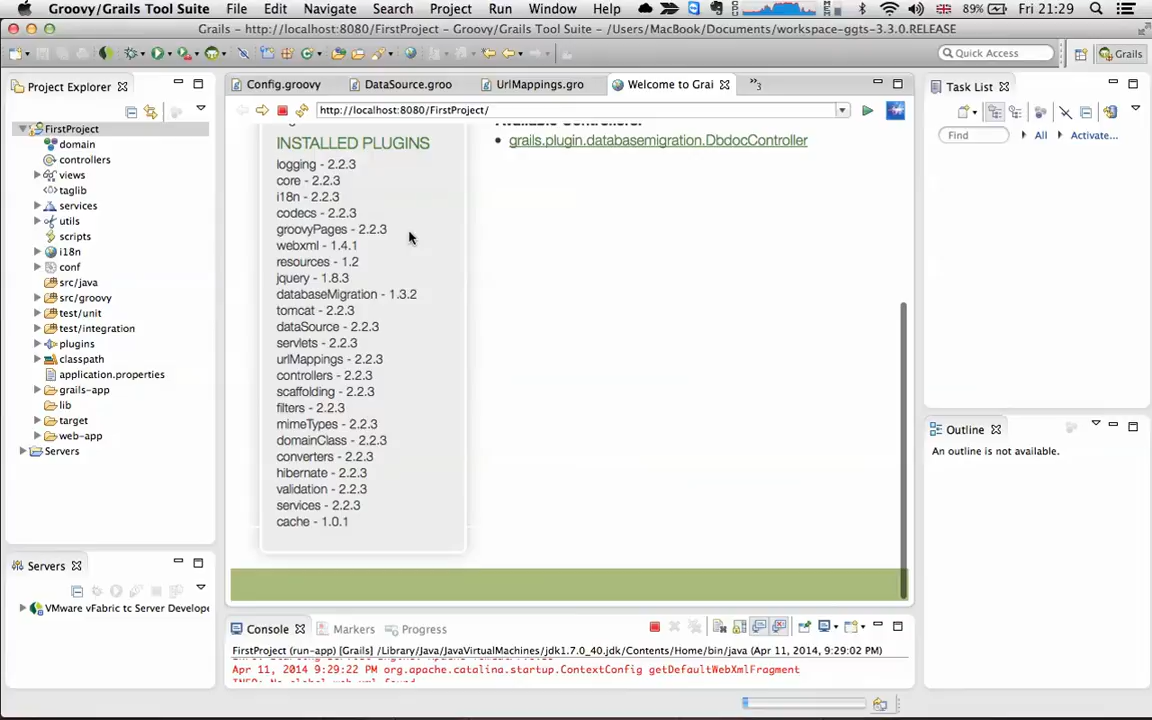 Groovy/Grails Tool Suite File Edit Navigate Search Project Run Window Help 89% Fri 21:29
Grails - http://localhost:8080/FirstProject - Groovy/Grails Tool Suite - /Users/MacBook/Documents/workspace-ggts-3.3.0.RELEASE
Quick Access
Grails
Project Explorer
FirstProject
domain
controllers
views
taglib
services
utils
scripts
i18n
conf
src/java
src/groovy
test/unit
test/integration
plugins
classpath
application.properties
grails-app
lib
target
web-app
Servers
Servers
VMware vFabric tc Server Develope
Config.groovy
DataSource.groo
UrlMappings.gro
Welcome to Grai
»3
http://localhost:8080/FirstProject/
INSTALLED PLUGINS
logging - 2.2.3
core - 2.2.3
i18n - 2.2.3
codecs - 2.2.3
groovyPages - 2.2.3
webxml - 1.4.1
resources - 1.2
jquery - 1.8.3
databaseMigration - 1.3.2
tomcat - 2.2.3
dataSource - 2.2.3
servlets - 2.2.3
urlMappings - 2.2.3
controllers - 2.2.3
scaffolding - 2.2.3
filters - 2.2.3
mimeTypes - 2.2.3
domainClass - 2.2.3
converters - 2.2.3
hibernate - 2.2.3
validation - 2.2.3
services - 2.2.3
cache - 1.0.1
grails.plugin.databasemigration.DbdocController
Console
Markers
Progress
FirstProject (run-app) [Grails] /Library/Java/JavaVirtualMachines/jdk1.7.0_40.jdk/Contents/Home/bin/java (Apr 11, 2014 9:29:02 PM)
Apr 11, 2014 9:29:22 PM org.apache.catalina.startup.ContextConfig getDefaultWebXmlFragment
INFO: No global web.xml found
Task List
Find
All
Activate...
Outline
An outline is not available.